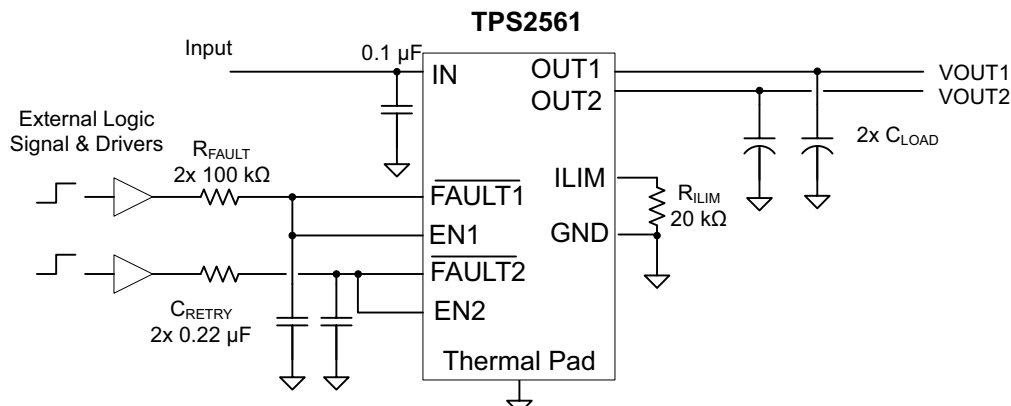 TPS2561
Input
0.1 µF
IN
OUT1
OUT2
VOUT1
VOUT2
External Logic
Signal & Drivers
2x CLOAD
RFAULT
2x 100 kΩ
FAULT1
ILIM
RILIM
20 kΩ
EN1
GND
FAULT2
EN2
CRETRY
2x 0.22 µF
Thermal Pad